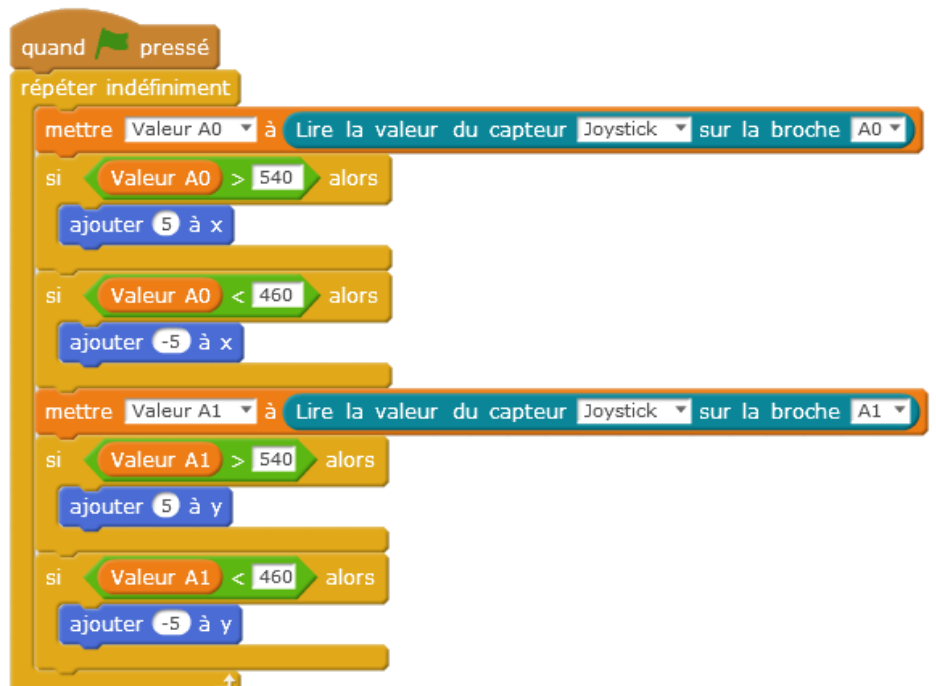 quand pressé
répéter indéfiniment
mettre Valeur A0 à Lire la valeur du capteur Joystick sur la broche A0
si Valeur A0 > 540 alors
ajouter 5 à x
si Valeur A0 < 460 alors
ajouter -5 à x
mettre Valeur A1 à Lire la valeur du capteur Joystick sur la broche A1
si Valeur A1 > 540 alors
ajouter 5 à y
si Valeur A1 < 460 alors
ajouter -5 à y